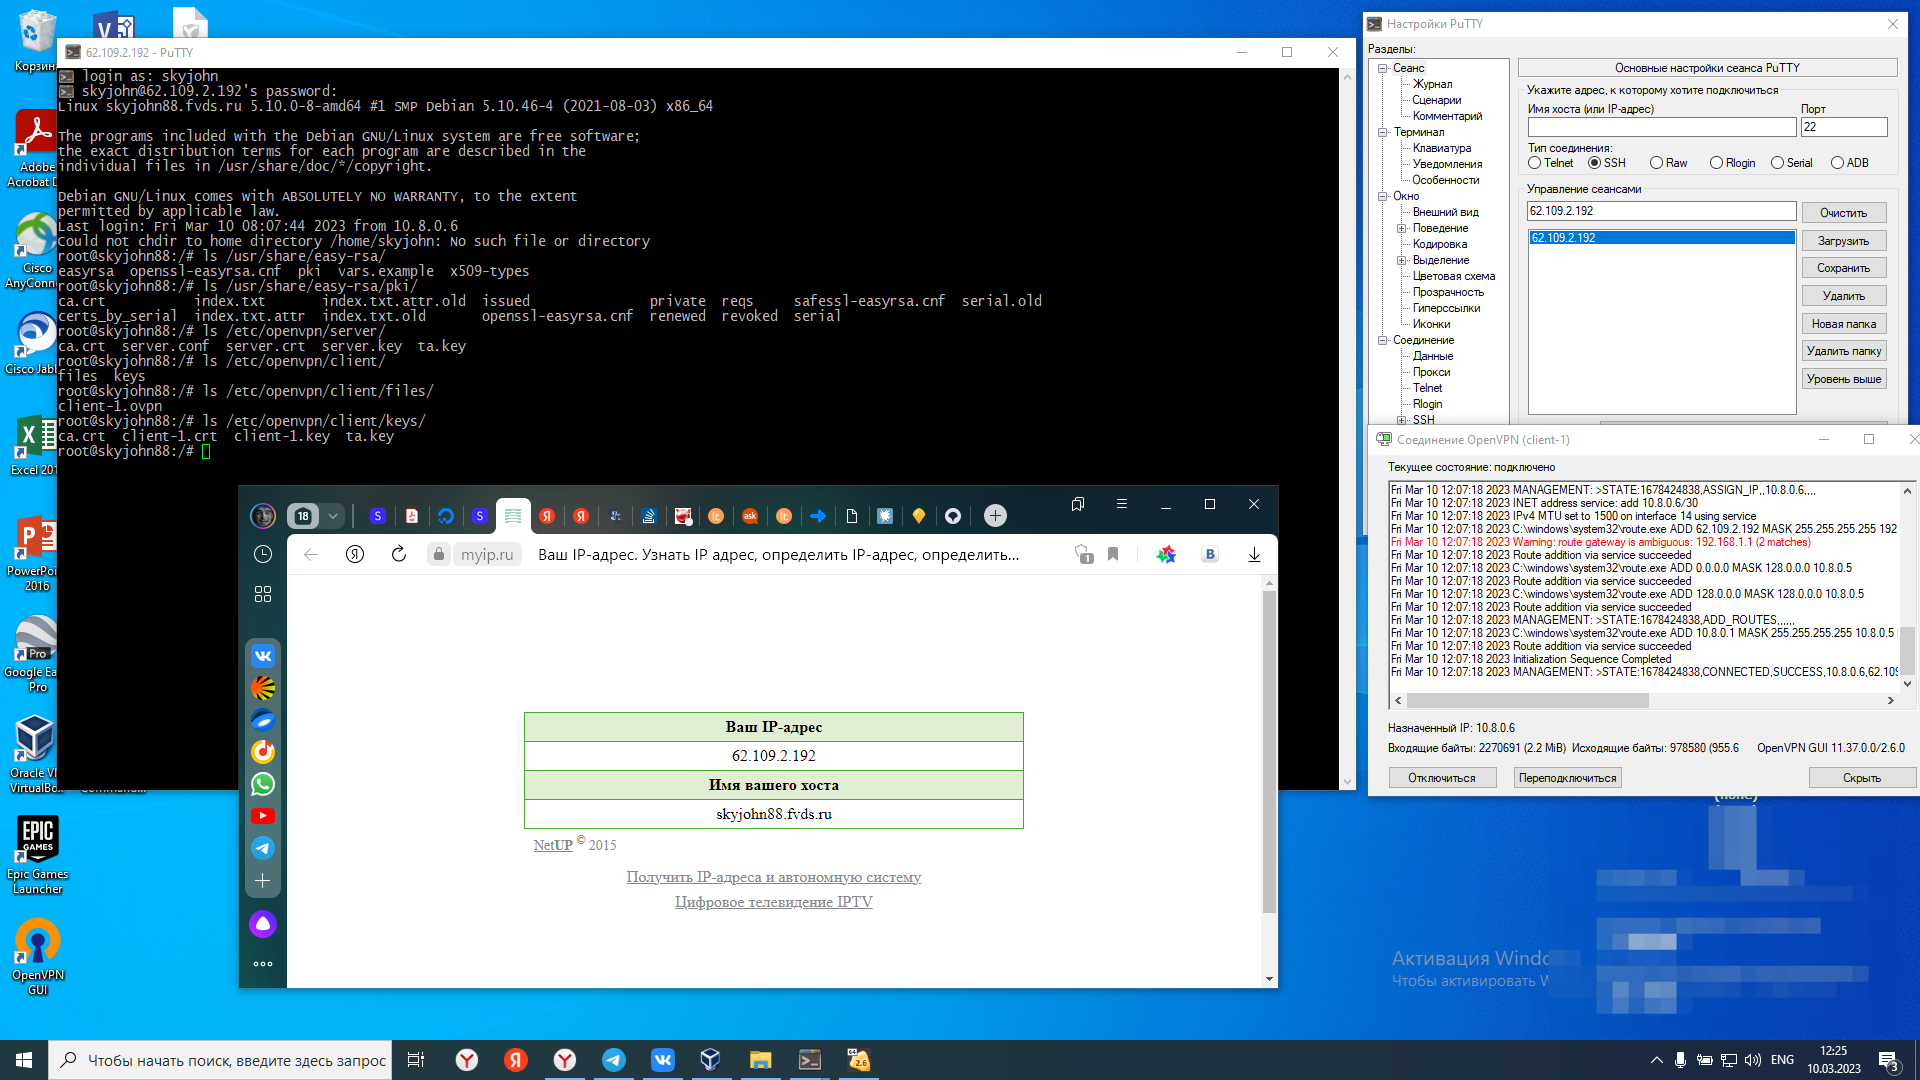 Корзин
Adobe
Acrobat D
Cisco
AnyConne
Cisco Jabb
Excel 201
PowerPoi
2016
Pro
Google Ea
Pro
Oracle VM
VirtualBox
EPIC
GAMES
Epic Games
Launcher
OpenVPN
GUI
62.109.2.192 - PuTTY
login as: skyjohn
skyjohn@62.109.2.192's password:
Linux skyjohn88.fvds.ru 5.10.0-8-amd64 #1 SMP Debian 5.10.46-4 (2021-08-03) x86_64
The programs included with the Debian GNU/Linux system are free software;
the exact distribution terms for each program are described in the
individual files in /usr/share/doc/*/copyright.
Debian GNU/Linux comes with ABSOLUTELY NO WARRANTY, to the extent
permitted by applicable law.
Last login: Fri Mar 10 08:07:44 2023 from 10.8.0.6
Could not chdir to home directory /home/skyjohn: No such file or directory
root@skyjohn88:/# ls /usr/share/easy-rsa/
easyrsa  openssl-easyrsa.cnf  pki  vars.example  x509-types
root@skyjohn88:/# ls /usr/share/easy-rsa/pki/
ca.crt           index.txt       index.txt.attr.old  issued               private  reqs     safessl-easyrsa.cnf  serial.old
certs_by_serial  index.txt.attr  index.txt.old       openssl-easyrsa.cnf  renewed  revoked  serial
root@skyjohn88:/# ls /etc/openvpn/server/
ca.crt  server.conf  server.crt  server.key  ta.key
root@skyjohn88:/# ls /etc/openvpn/client/
files  keys
root@skyjohn88:/# ls /etc/openvpn/client/files/
client-1.ovpn
root@skyjohn88:/# ls /etc/openvpn/client/keys/
ca.crt  client-1.crt  client-1.key  ta.key
root@skyjohn88:/#
Настройки PuTTY
Разделы:
Сеанс
Журнал
Сценарии
Комментарий
Терминал
Клавиатура
Уведомления
Особенности
Окно
Внешний вид
Поведение
Кодировка
Выделение
Цветовая схема
Прозрачность
Гиперссылки
Иконки
Соединение
Данные
Прокси
Telnet
Rlogin
SSH
Основные настройки сеанса PuTTY
Укажите адрес, к которому хотите подключиться
Имя хоста (или IP-адрес) Порт
22
Тип соединения:
Telnet SSH Raw Rlogin Serial ADB
Управление сеансами
62.109.2.192
62.109.2.192
Очистить
Загрузить
Сохранить
Удалить
Новая папка
Удалить папку
Уровень выше
Соединение OpenVPN (client-1)
Текущее состояние: подключено
Fri Mar 10 12:07:18 2023 MANAGEMENT: >STATE:1678424838,ASSIGN_IP,,10.8.0.6,,,,
Fri Mar 10 12:07:18 2023 INET address service: add 10.8.0.6/30
Fri Mar 10 12:07:18 2023 IPv4 MTU set to 1500 on interface 14 using service
Fri Mar 10 12:07:18 2023 C:\windows\system32\route.exe ADD 62.109.2.192 MASK 255.255.255.255 192
Fri Mar 10 12:07:18 2023 Warning: route gateway is ambiguous: 192.168.1.1 (2 matches)
Fri Mar 10 12:07:18 2023 Route addition via service succeeded
Fri Mar 10 12:07:18 2023 C:\windows\system32\route.exe ADD 0.0.0.0 MASK 128.0.0.0 10.8.0.5
Fri Mar 10 12:07:18 2023 Route addition via service succeeded
Fri Mar 10 12:07:18 2023 C:\windows\system32\route.exe ADD 128.0.0.0 MASK 128.0.0.0 10.8.0.5
Fri Mar 10 12:07:18 2023 Route addition via service succeeded
Fri Mar 10 12:07:18 2023 MANAGEMENT: >STATE:1678424838,ADD_ROUTES,,,,,,
Fri Mar 10 12:07:18 2023 C:\windows\system32\route.exe ADD 10.8.0.1 MASK 255.255.255.255 10.8.0.5
Fri Mar 10 12:07:18 2023 Route addition via service succeeded
Fri Mar 10 12:07:18 2023 Initialization Sequence Completed
Fri Mar 10 12:07:18 2023 MANAGEMENT: >STATE:1678424838,CONNECTED,SUCCESS,10.8.0.6,62.109
Назначенный IP: 10.8.0.6
Входящие байты: 2270691 (2.2 MiB) Исходящие байты: 978580 (955.6 OpenVPN GUI 11.37.0.0/2.6.0
Отключиться Переподключиться Скрыть
18
myip.ru Ваш IP-адрес. Узнать IP адрес, определить IP-адрес, определить...
1
Ваш IP-адрес
62.109.2.192
Имя вашего хоста
skyjohn88.fvds.ru
NetUP © 2015
Получить IP-адреса и автономную систему
Цифровое телевидение IPTV
(none)
Активация Windo
Чтобы активировать W
Чтобы начать поиск, введите здесь запрос
ENG
12:25
10.03.2023
3